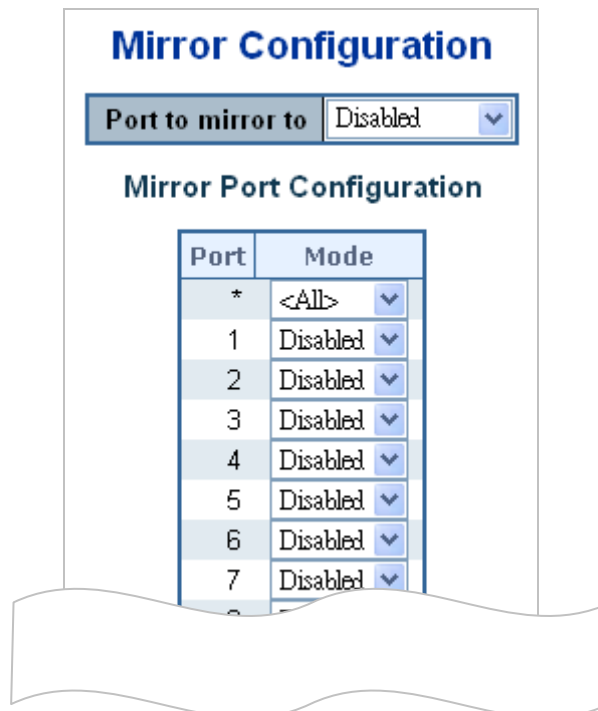 Mirror Configuration
Port to mirror to Disabled
Mirror Port Configuration
Port Mode
* <All>
1 Disabled
2 Disabled
3 Disabled
4 Disabled
5 Disabled
6 Disabled
7 Disabled